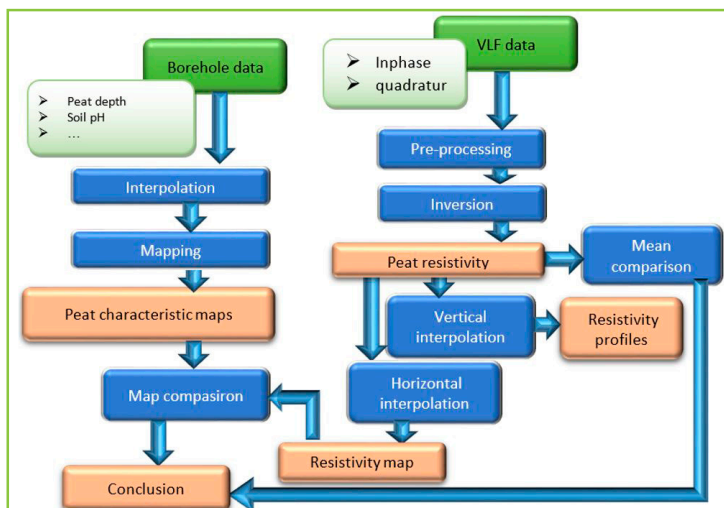 Borehole data
Peat depth
Soil pH
...
Interpolation
Mapping
Peat characteristic maps
Map compasiron
Conclusion
VLF data
Inphase
quadratur
Pre-processing
Inversion
Peat resistivity
Mean
comparison
Vertical
interpolation
Resistivity
profiles
Horizontal
interpolation
Resistivity map